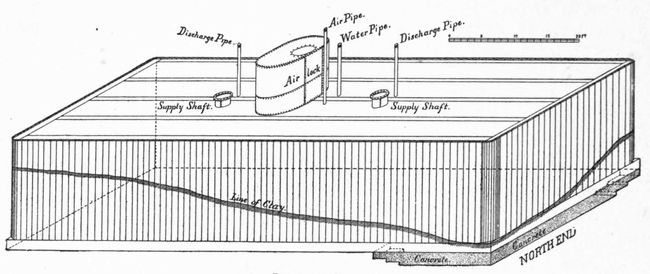 Air Pipe.
Discharge Pipe.
Water Pipe.
Discharge Pipe.
Air lock
Supply Shaft.
Supply Shaft.
Line of Clay.
Concrete.
Concrete.
NORTH END